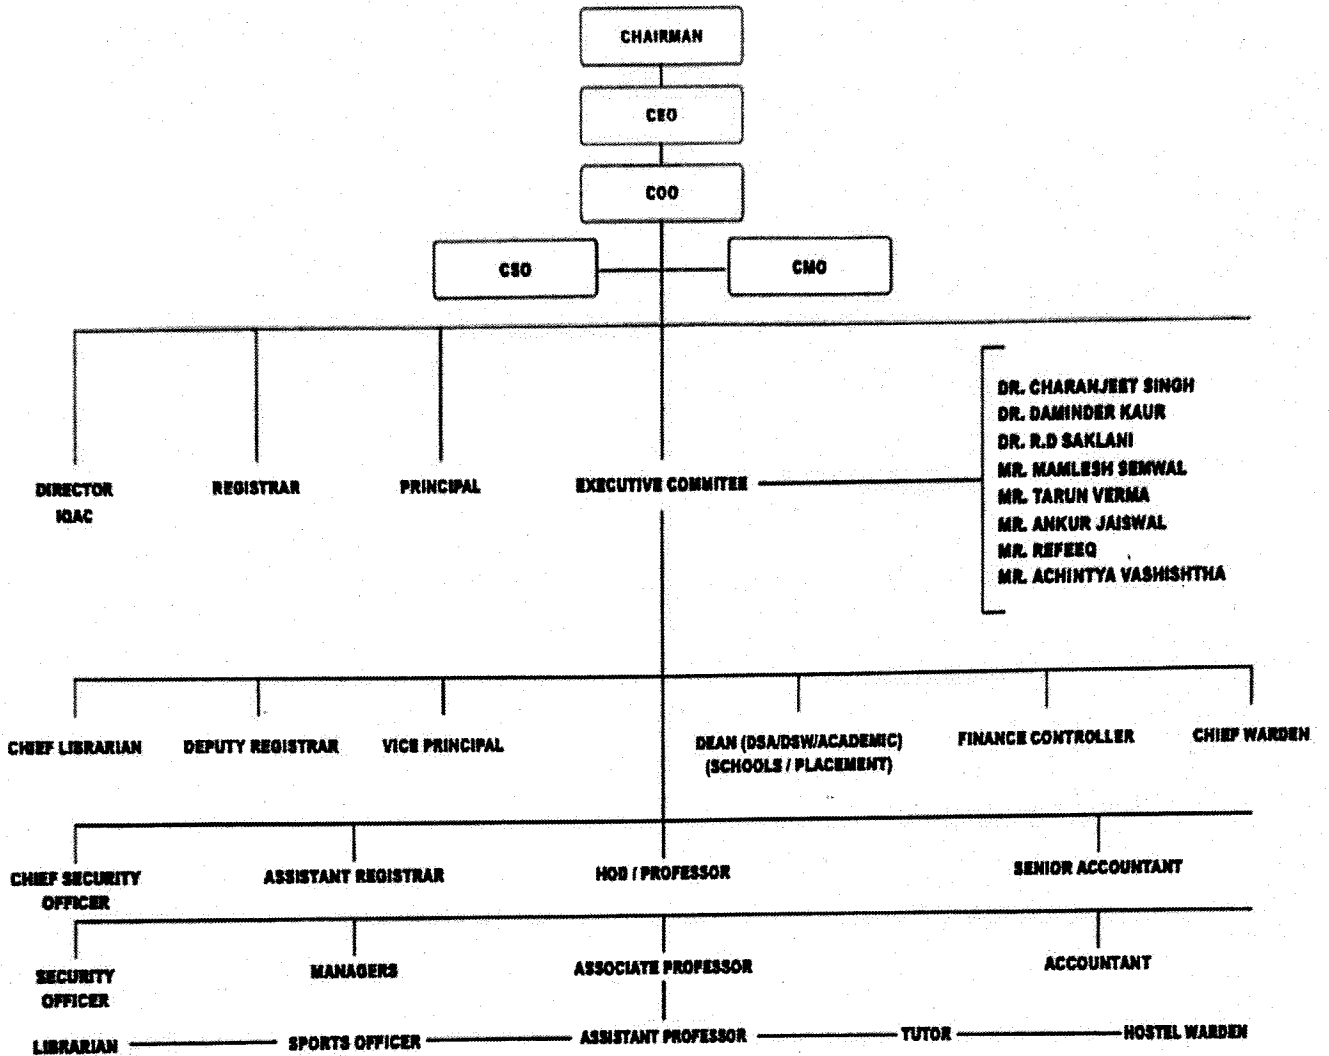 CHAIRMAN
CEO
COO
CSO
CMO
DR. CHARANJEET SINGH
DR. DAMINDER KAUR
DR. R.D SAKLANI
MR. MAMLESH SEMWAL
MR. TARUN VERMA
MR. ANKUR JAISWAL
MR. REFEEQ
MR. ACHINTYA VASHISHTHA
DIRECTOR
IQAC
REGISTRAR
PRINCIPAL
EXECUTIVE COMMITEE
CHIEF LIBRARIAN
DEPUTY REGISTRAR
VICE PRINCIPAL
DEAN (DSA/DSW/ACADEMIC)
(SCHOOLS / PLACEMENT)
FINANCE CONTROLLER
CHIEF WARDEN
CHIEF SECURITY
OFFICER
ASSISTANT REGISTRAR
HOD / PROFESSOR
SENIOR ACCOUNTANT
SECURITY
OFFICER
MANAGERS
ASSOCIATE PROFESSOR
ACCOUNTANT
LIBRARIAN
SPORTS OFFICER
ASSISTANT PROFESSOR
TUTOR
HOSTEL WARDEN